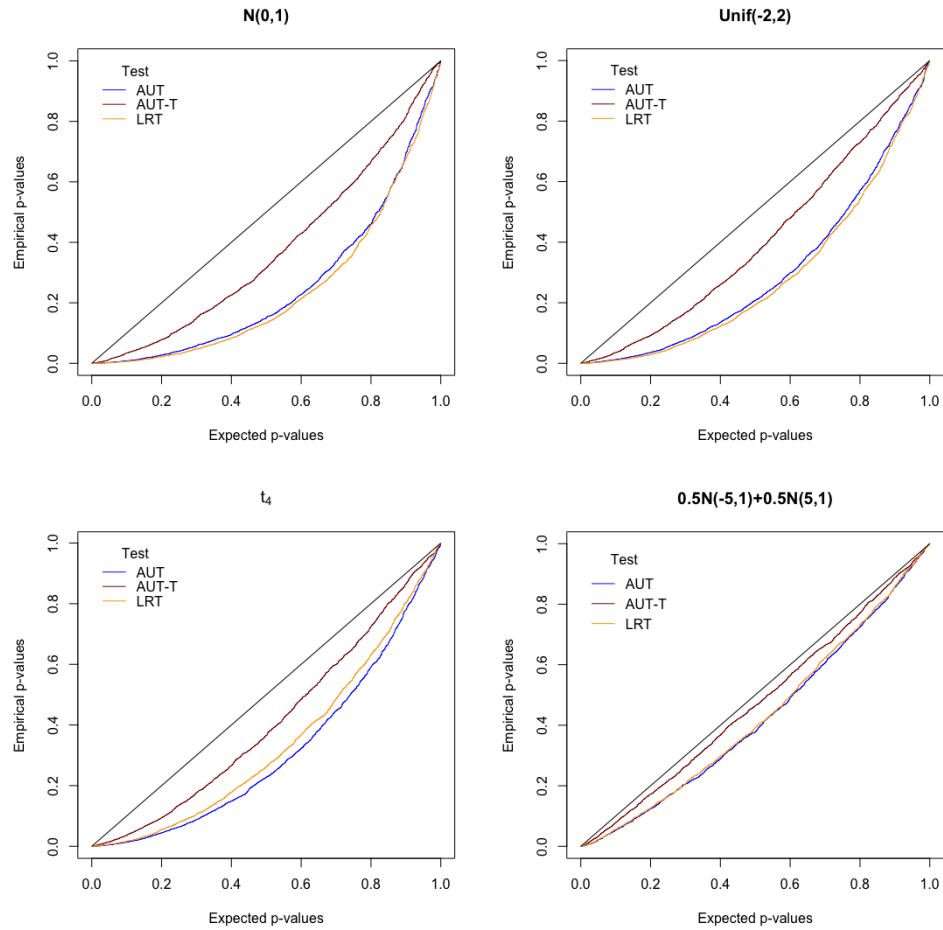 N(0,1)
Test
AUT
AUT-T
LRT
Empirical p-values
0.0 0.2 0.4 0.6 0.8 1.0
0.0 0.2 0.4 0.6 0.8 1.0
Expected p-values
Unif(-2,2)
Test
AUT
AUT-T
LRT
Empirical p-values
0.0 0.2 0.4 0.6 0.8 1.0
0.0 0.2 0.4 0.6 0.8 1.0
Expected p-values
t₄
Test
AUT
AUT-T
LRT
Empirical p-values
0.0 0.2 0.4 0.6 0.8 1.0
0.0 0.2 0.4 0.6 0.8 1.0
Expected p-values
0.5N(-5,1)+0.5N(5,1)
Test
AUT
AUT-T
LRT
Empirical p-values
0.0 0.2 0.4 0.6 0.8 1.0
0.0 0.2 0.4 0.6 0.8 1.0
Expected p-values